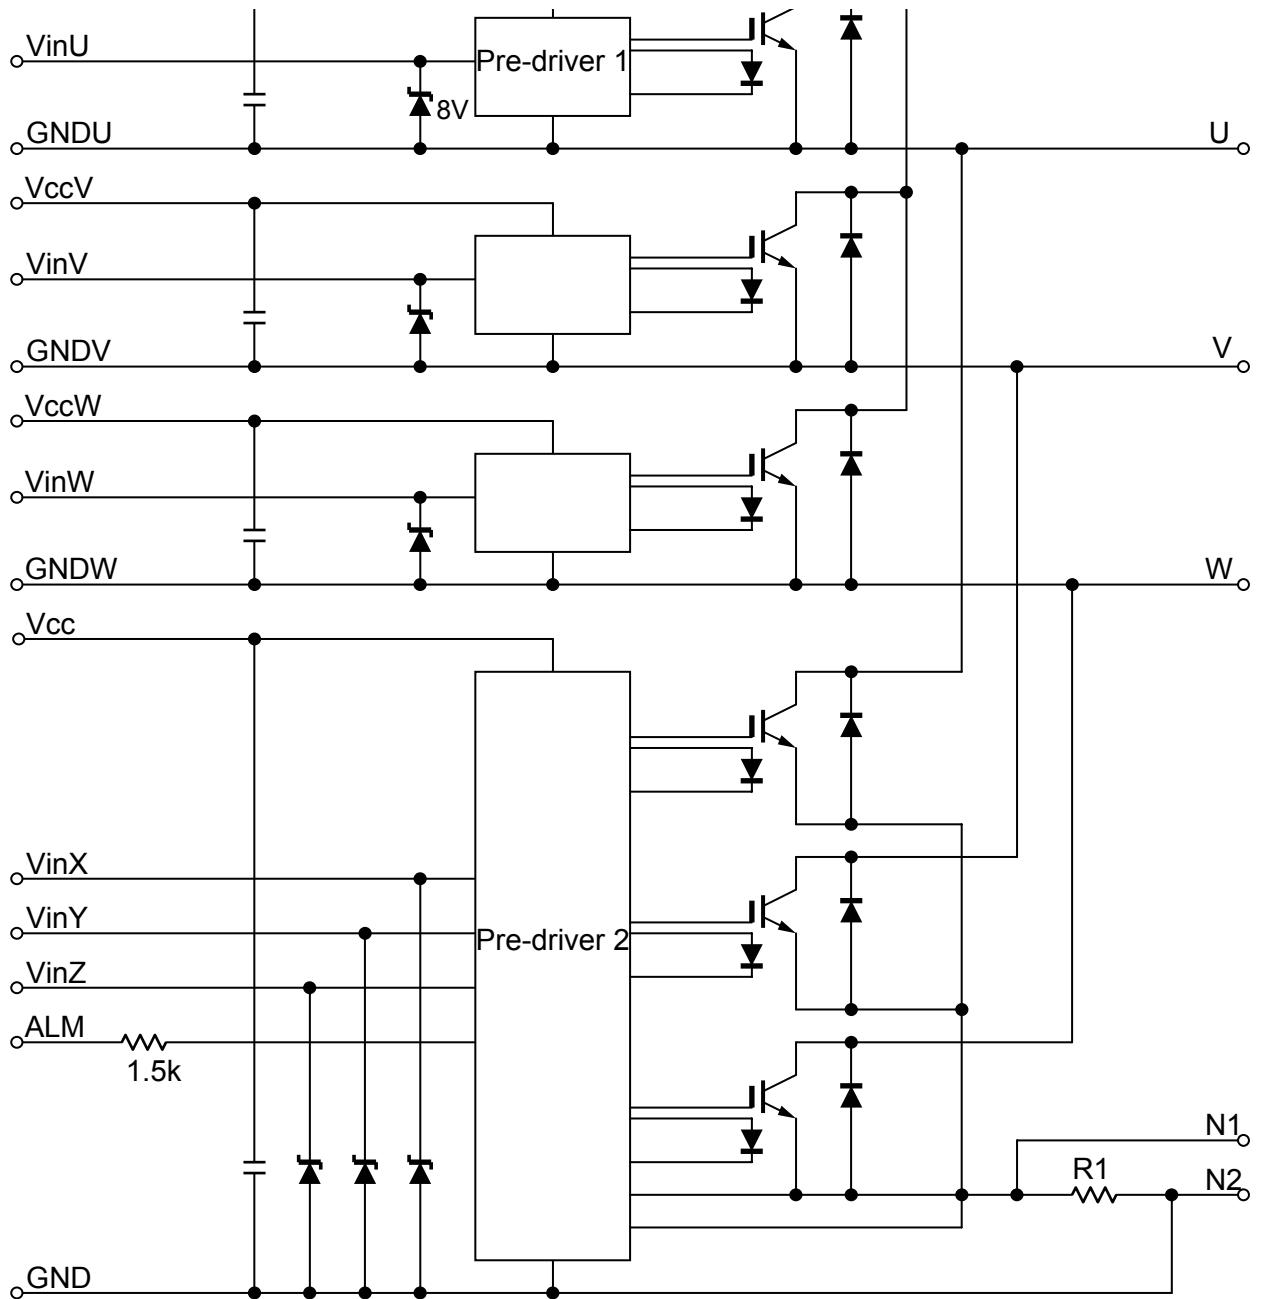 VinU
Pre-driver 1
8V
GNDU
U
VccV
VinV
GNDV
V
VccW
VinW
GNDW
W
Vcc
VinX
VinY
Pre-driver 2
VinZ
ALM
1.5k
N1
R1
N2
GND